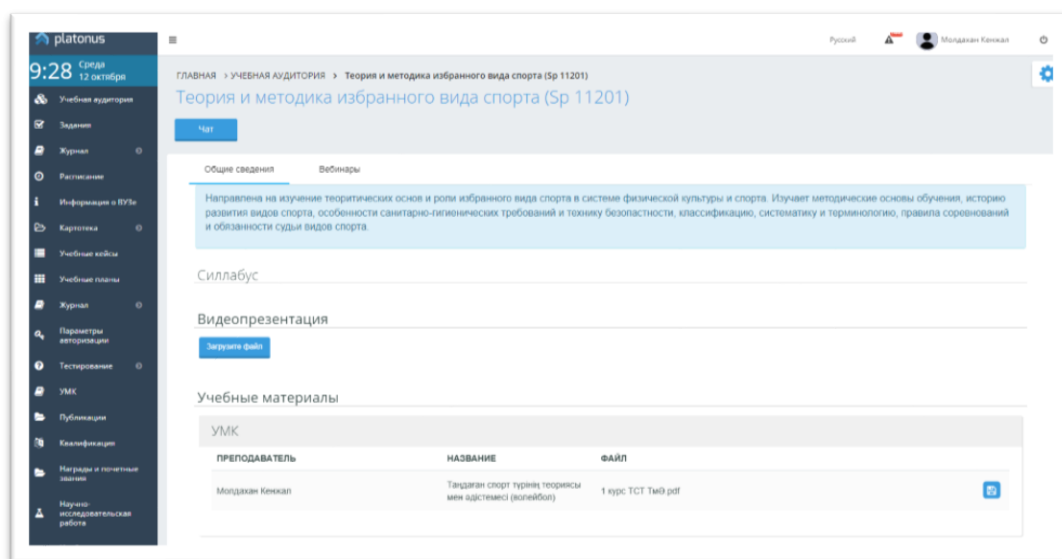 platonus
Русский
Молдахан Кенжал
9:28 Среда
12 октября
ГЛАВНАЯ > УЧЕБНАЯ АУДИТОРИЯ > Теория и методика избранного вида спорта (Sp 11201)
Теория и методика избранного вида спорта (Sp 11201)
Чат
Общие сведения Вебинары
Направлена на изучение теоритических основ и роли избранного вида спорта в системе физической культуры и спорта. Изучает методические основы обучения, историю
развития видов спорта, особенности санитарно-гигионических требований и технику безопастности, классификацию, систематику и терминологию, правила соревнований
и обязанности судьи видов спорта.
Силлабус
Видеопрезентация
Загрузите файл
Учебные материалы
УМК
ПРЕПОДАВАТЕЛЬ НАЗВАНИЕ ФАЙЛ
Молдахан Кенжал
Таңдаған спорт түрінің теориясы
мен әдістемесі (волейбол)
1 курс ТСТ ТмӘ.pdf
Учебная аудитория
Задания
Журнал
Расписание
Информация о ВУЗе
Картотека
Учебные кейсы
Учебные планы
Журнал
Параметры
авторизации
Тестирование
УМК
Публикации
Квалификация
Награды и почетные
звания
Научно-
исследовательская
работа